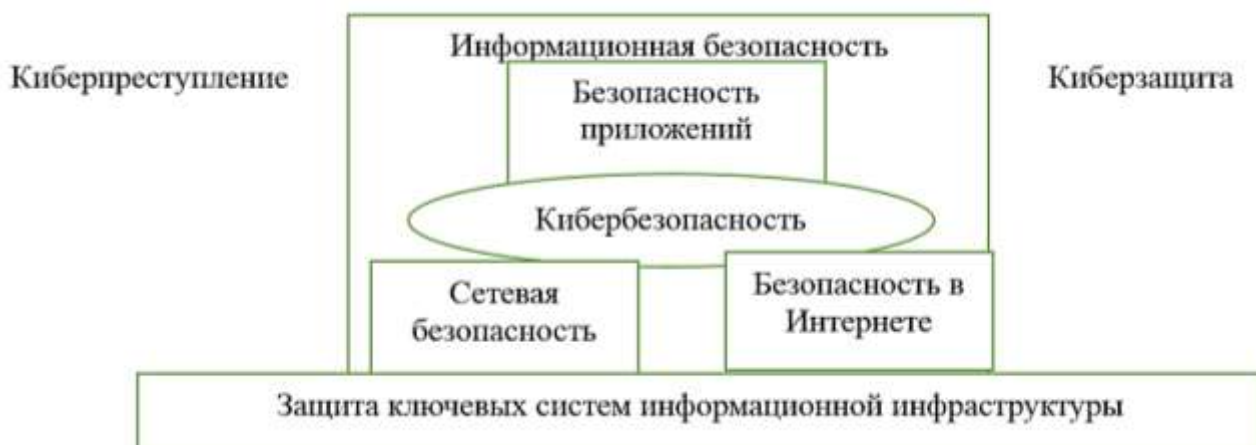 Информационная безопасность
Киберпреступление
Киберзащита
Безопасность
приложений
Кибербезопасность
Сетевая
безопасность
Безопасность в
Интернете
Защита ключевых систем информационной инфраструктуры